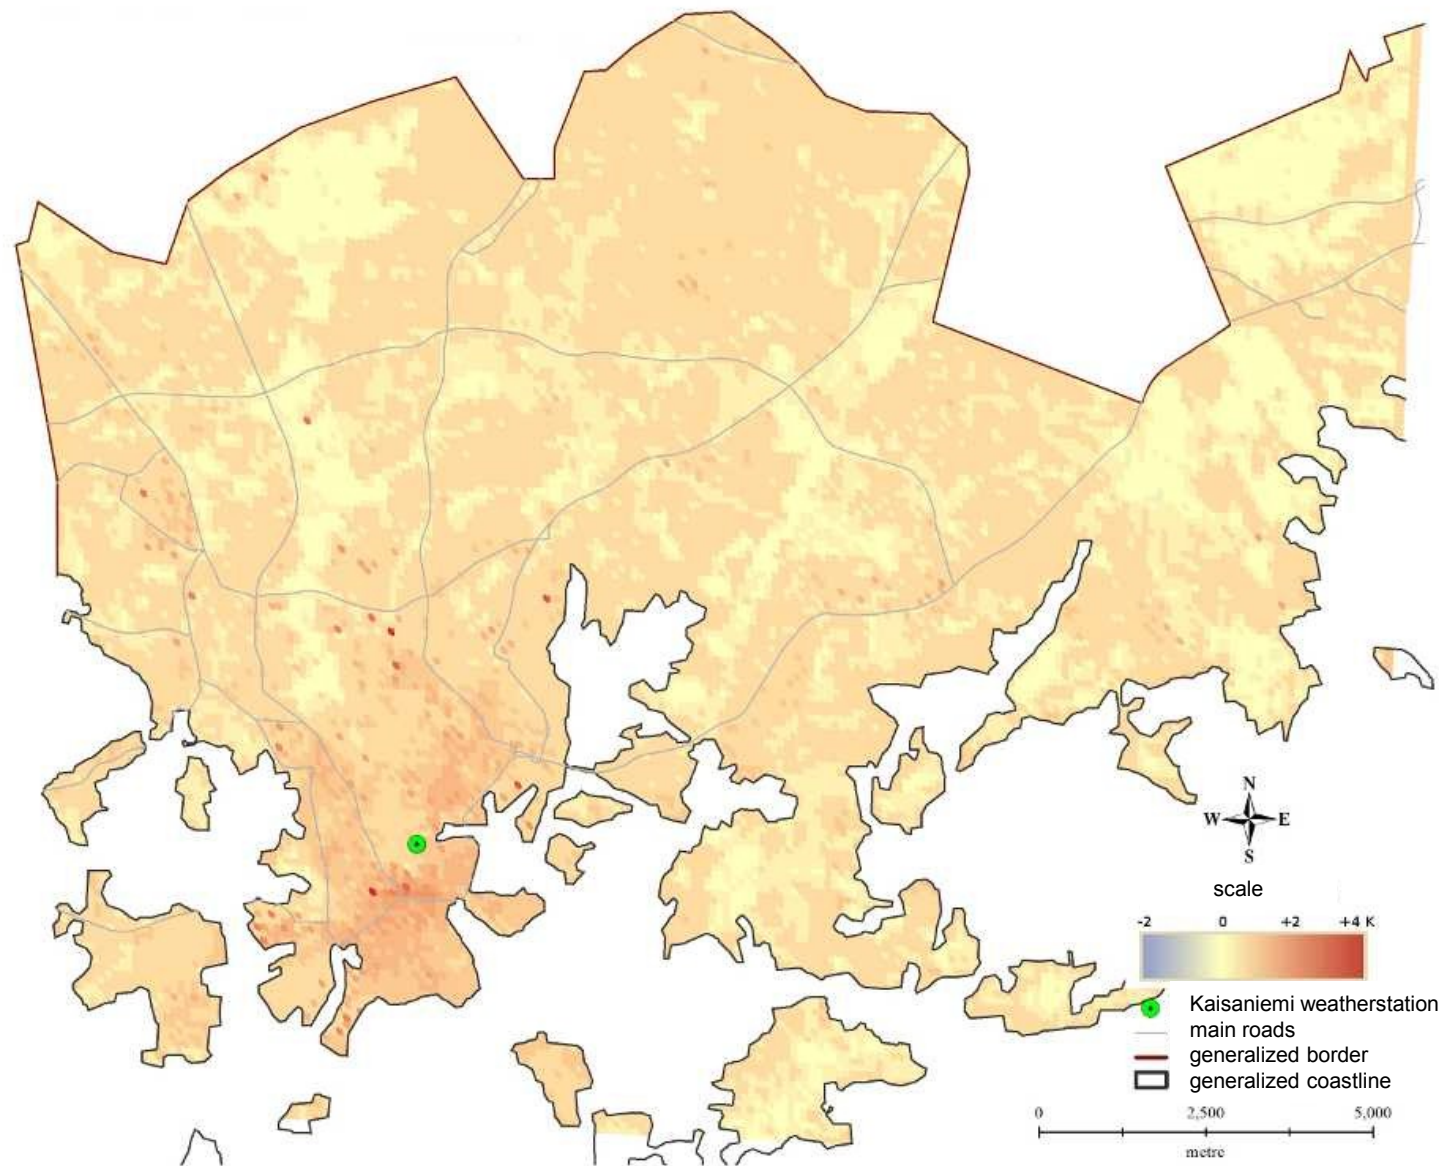 N
W E
S
scale
-2 0 +2 +4 K
Kaisaniemi weatherstation
main roads
generalized border
generalized coastline
0 2,500 5,000
metre